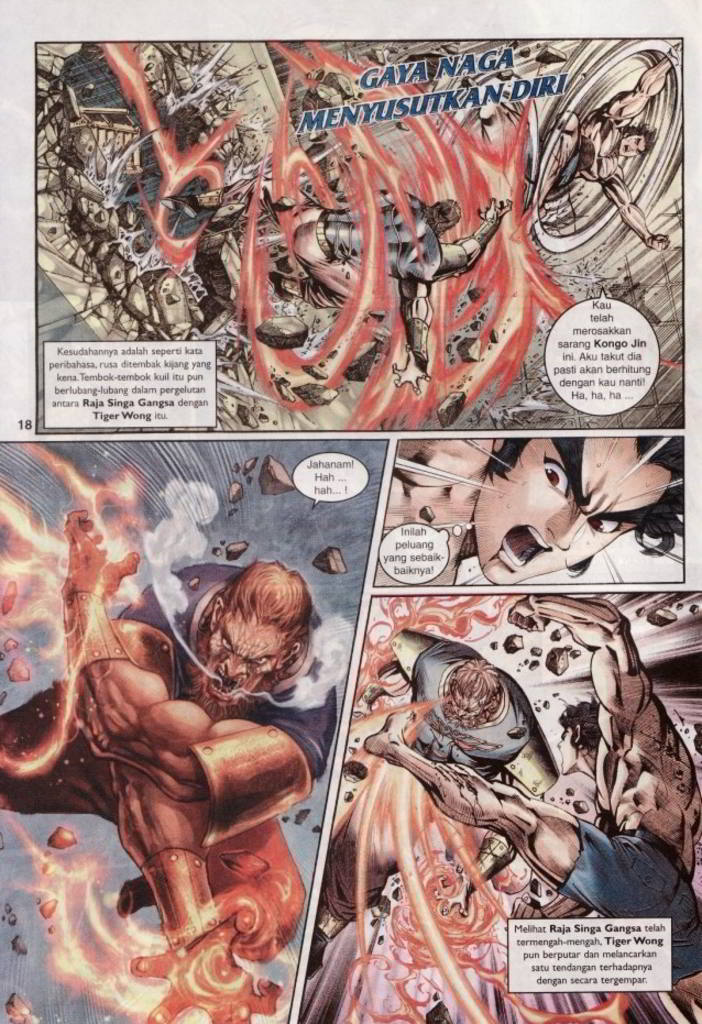 GAYA NAGA
MENYUSUTKAN DIRI
Kau
telah
merosakkan
sarang Kongo Jin
ini. Aku takut dia
pasti akan berhitung
dengan kau nanti!
Ha, ha, ha ...
Kesudahannya adalah seperti kata
peribahasa, rusa ditembak kijang yang
kena.Tembok-tembok kuil itu pun
berlubang-lubang dalam pergelutan
antara Raja Singa Gangsa dengan
Tiger Wong itu.
18
Jahanam!
Hah ...
hah... !
Inilah
peluang
yang sebaik-
baiknya!
Melihat Raja Singa Gangsa telah
termengah-mengah, Tiger Wong
pun berputar dan melancarkan
satu tendangan terhadapnya
dengan secara tergempar.